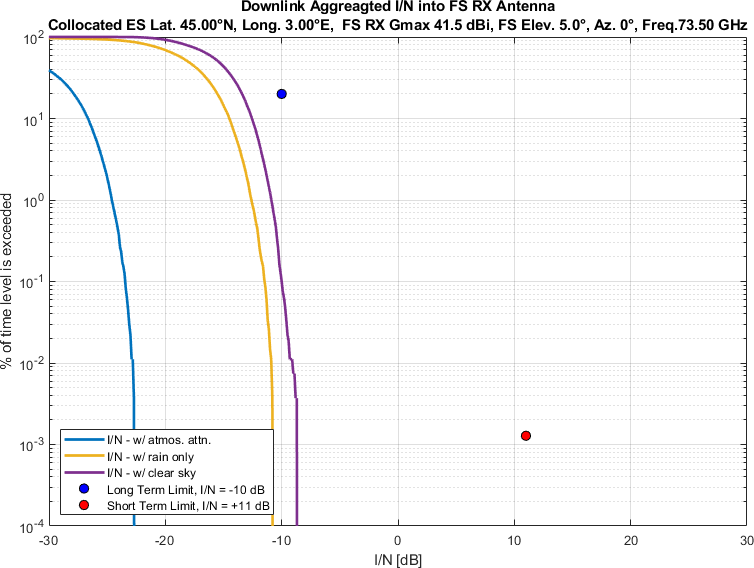 Downlink Aggreagted I/N into FS RX Antenna
Collocated ES Lat. 45.00°N, Long. 3.00°E, FS RX Gmax 41.5 dBi, FS Elev. 5.0°, Az. 0°, Freq.73.50 GHz
% of time level is exceeded
10^2
10^1
10^0
10^-1
10^-2
10^-3
10^-4
I/N - w/ atmos. attn.
I/N - w/ rain only
I/N - w/ clear sky
Long Term Limit, I/N = -10 dB
Short Term Limit, I/N = +11 dB
-30 -20 -10 0 10 20 30
I/N [dB]